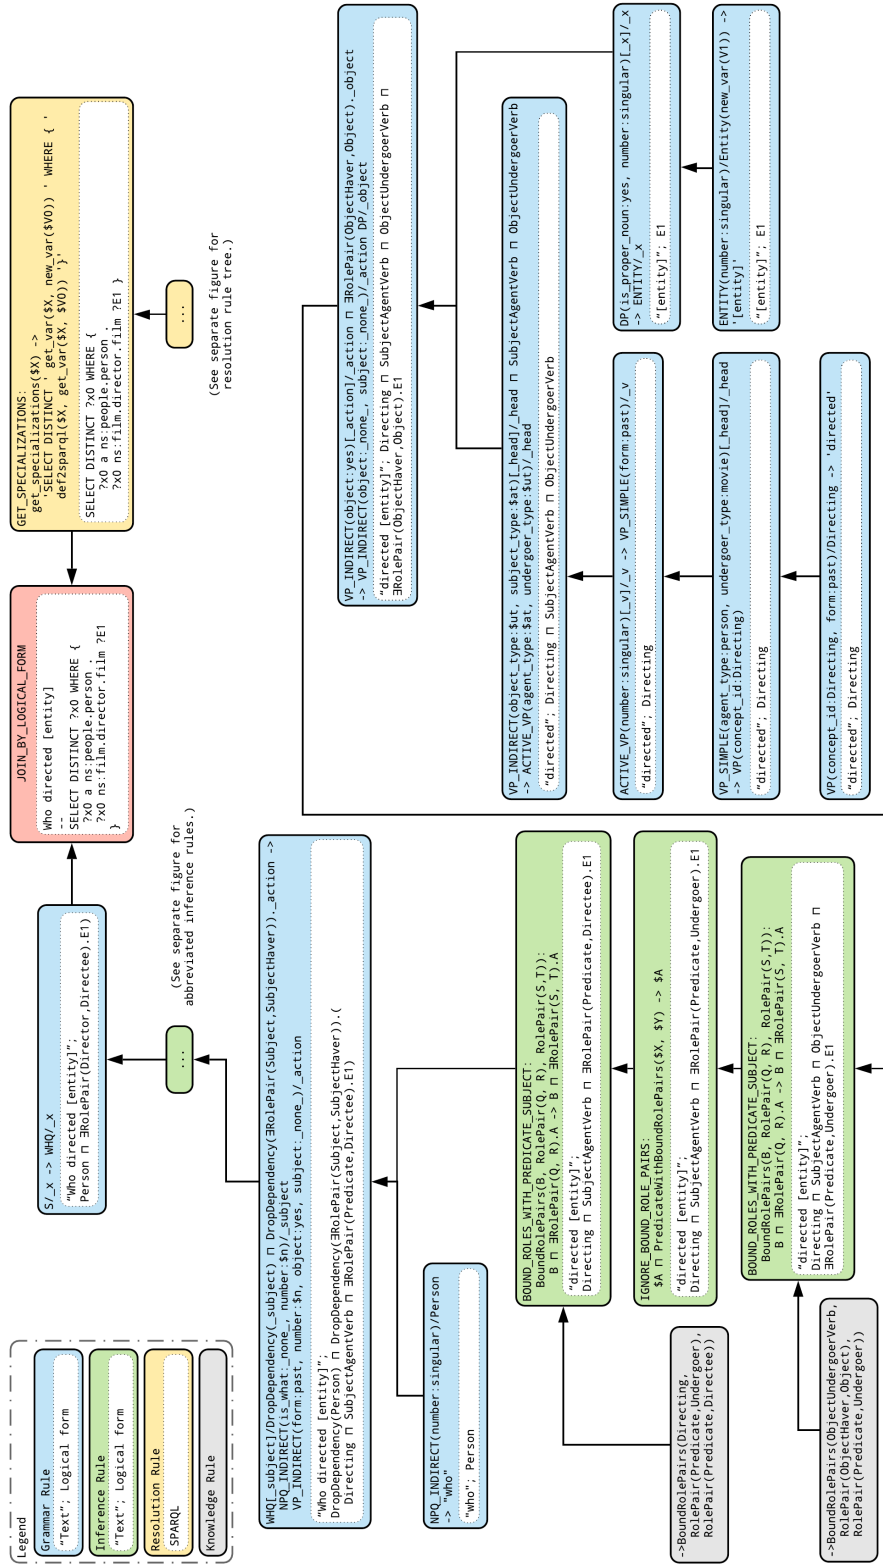 Legend
Grammar Rule
“Text”; Logical form
Inference Rule
“Text”; Logical form
Resolution Rule
SPARQL
Knowledge Rule
S/_x -> WHQ/_x
“Who directed [entity]”;
Person ⊓ ∃RolePair(Director,Directee).E1)
JOIN_BY_LOGICAL_FORM
Who directed [entity]
--
SELECT DISTINCT ?x0 WHERE {
?x0 a ns:people.person .
?x0 ns:film.director.film ?E1
}
GET_SPECIALIZATIONS:
get_specializations($X) ->
'SELECT DISTINCT ' get_var($X, new_var($V0)) ' WHERE { '
def2sparql($X, get_var($X, $V0)) '}'
SELECT DISTINCT ?x0 WHERE {
?x0 a ns:people.person .
?x0 ns:film.director.film ?E1 }
...
(See separate figure for
abbreviated inference rules.)
...
(See separate figure for
resolution rule tree.)
WHQ[_subject]/DropDependency(_subject) ⊓ DropDependency(∃RolePair(Subject,SubjectHaver))._action ->
NPQ_INDIRECT(is_what:_none_, number:$n)/_subject
VP_INDIRECT(form:past, number:$n, object:yes, subject:_none_)/_action
“Who directed [entity]”;
DropDependency(Person) ⊓ DropDependency(∃RolePair(Subject,SubjectHaver)).(
Directing ⊓ SubjectAgentVerb ⊓ ∃RolePair(Predicate,Directee).E1)
NPQ_INDIRECT(number:singular)/Person
-> "who"
“who”; Person
BOUND_ROLES_WITH_PREDICATE_SUBJECT:
BoundRolePairs(B, RolePair(Q, R), RolePair(S,T)):
B ⊓ ∃RolePair(Q, R).A -> B ⊓ ∃RolePair(S, T).A
“directed [entity]”;
Directing ⊓ SubjectAgentVerb ⊓ ∃RolePair(Predicate,Directee).E1
IGNORE_BOUND_ROLE_PAIRS:
$A ⊓ PredicateWithBoundRolePairs($X, $Y) -> $A
“directed [entity]”;
Directing ⊓ SubjectAgentVerb ⊓ ∃RolePair(Predicate,Undergoer).E1
BOUND_ROLES_WITH_PREDICATE_SUBJECT:
BoundRolePairs(B, RolePair(Q, R), RolePair(S,T)):
B ⊓ ∃RolePair(Q, R).A -> B ⊓ ∃RolePair(S, T).A
“directed [entity]”;
Directing ⊓ SubjectAgentVerb ⊓ ObjectUndergoerVerb ⊓
∃RolePair(Predicate,Undergoer).E1
->BoundRolePairs(Directing,
RolePair(Predicate,Undergoer),
RolePair(Predicate,Directee))
->BoundRolePairs(ObjectUndergoerVerb,
RolePair(ObjectHaver,Object),
RolePair(Predicate,Undergoer))
VP_INDIRECT(object:yes)[_action]/_action ⊓ ∃RolePair(ObjectHaver,Object)._object
-> VP_INDIRECT(object:_none_, subject:_none_)/_action DP/_object
“directed [entity]”; Directing ⊓ SubjectAgentVerb ⊓ ObjectUndergoerVerb ⊓
∃RolePair(ObjectHaver,Object).E1
VP_INDIRECT(object_type:$ut, subject_type:$at)[_head]/_head ⊓ SubjectAgentVerb ⊓ ObjectUndergoerVerb
-> ACTIVE_VP(agent_type:$at, undergoer_type:$ut)/_head
“directed”; Directing ⊓ SubjectAgentVerb ⊓ ObjectUndergoerVerb
ACTIVE_VP(number:singular)[_v]/_v -> VP_SIMPLE(form:past)/_v
“directed”; Directing
VP_SIMPLE(agent_type:person, undergoer_type:movie)[_head]/_head
-> VP(concept_id:Directing)
“directed”; Directing
VP(concept_id:Directing, form:past)/Directing -> 'directed'
“directed”; Directing
DP(is_proper_noun:yes, number:singular)[_x]/_x
-> ENTITY/_x
“[entity]”; E1
ENTITY(number:singular)/Entity(new_var(V1)) ->
'[entity]'
“[entity]”; E1